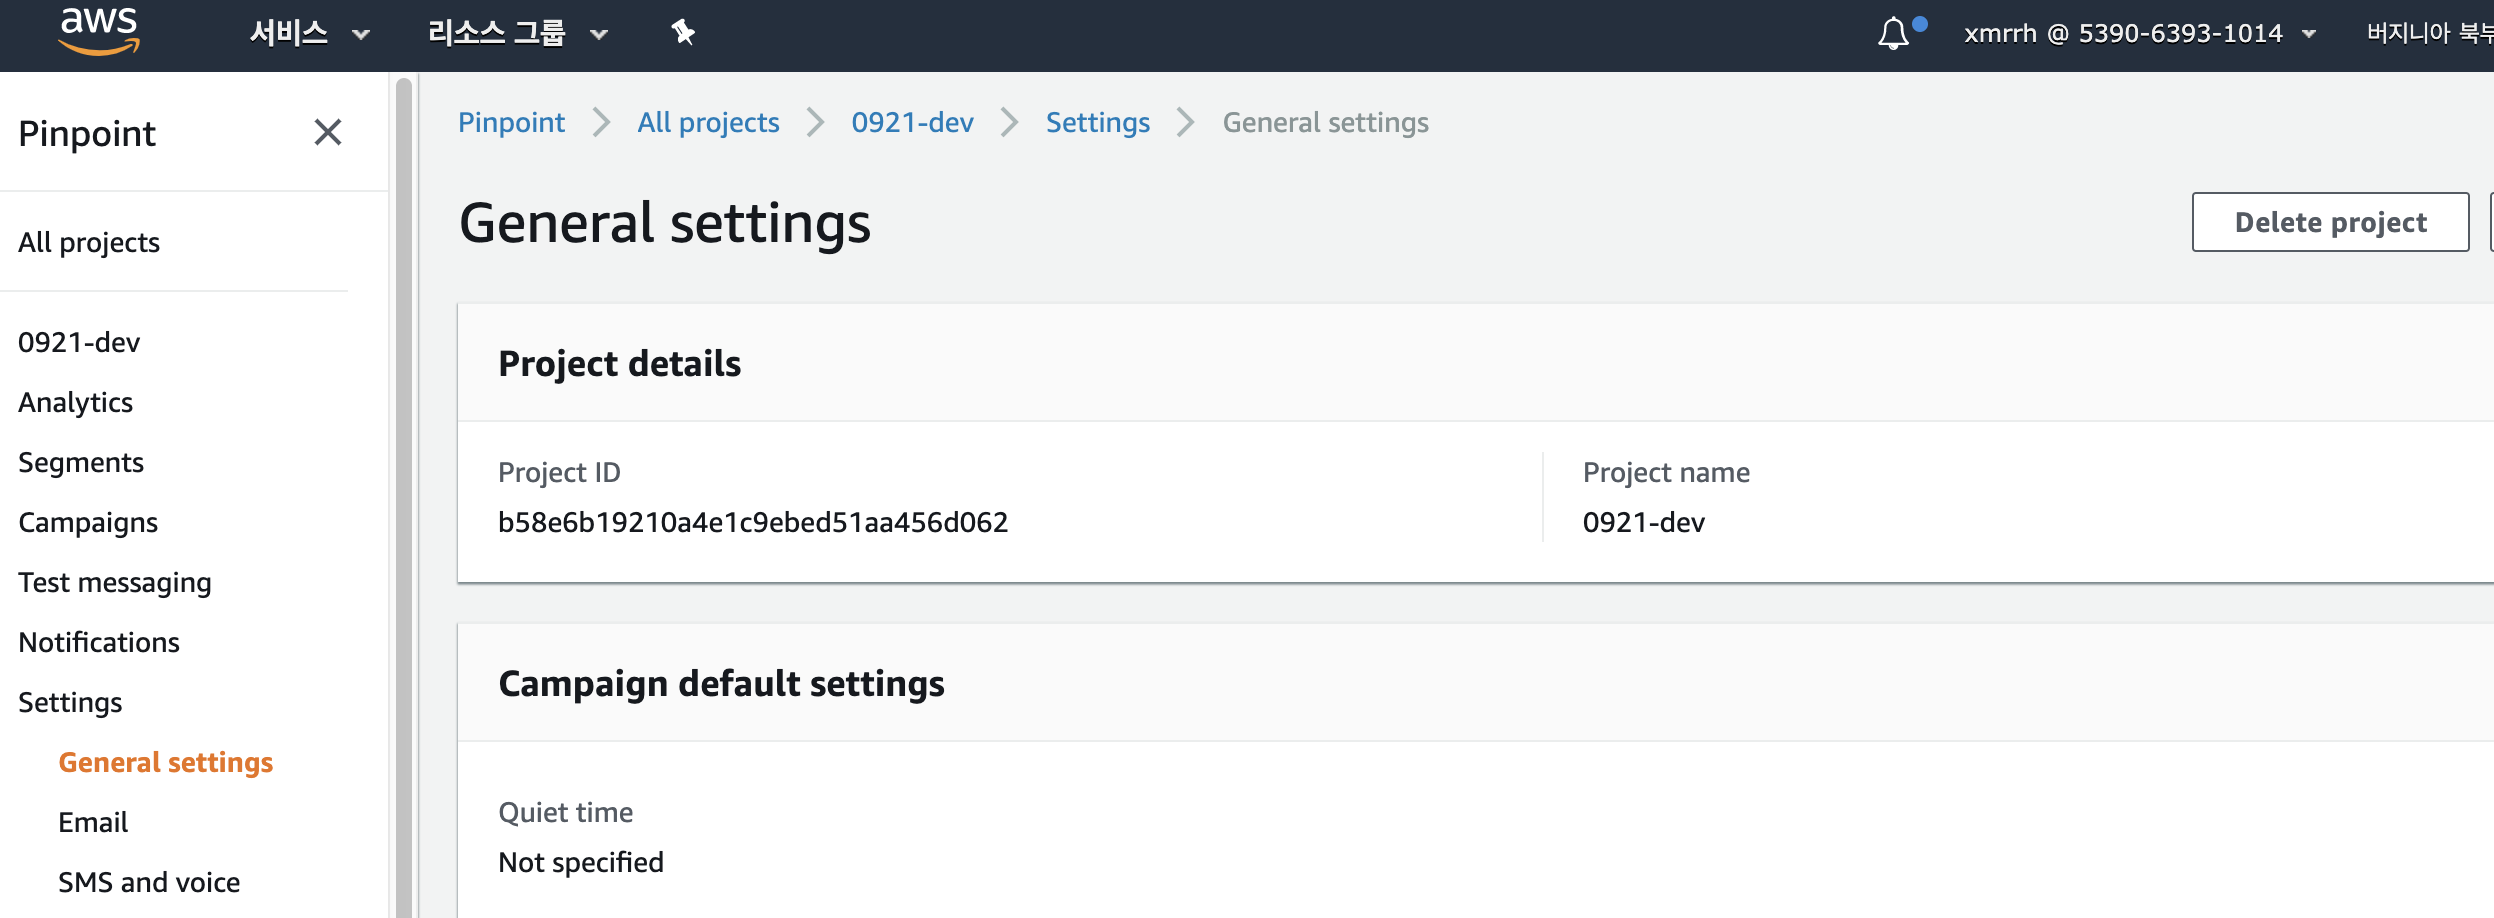 aws 서비스 리소스 그룹 xmrrh @ 5390-6393-1014 버지니아
Pinpoint
All projects
0921-dev
Analytics
Segments
Campaigns
Test messaging
Notifications
Settings
General settings
Email
SMS and voice
Pinpoint All projects 0921-dev Settings General settings
General settings
Delete project
Project details
Project ID
b58e6b19210a4e1c9ebed51aa456d062
Project name
0921-dev
Campaign default settings
Quiet time
Not specified